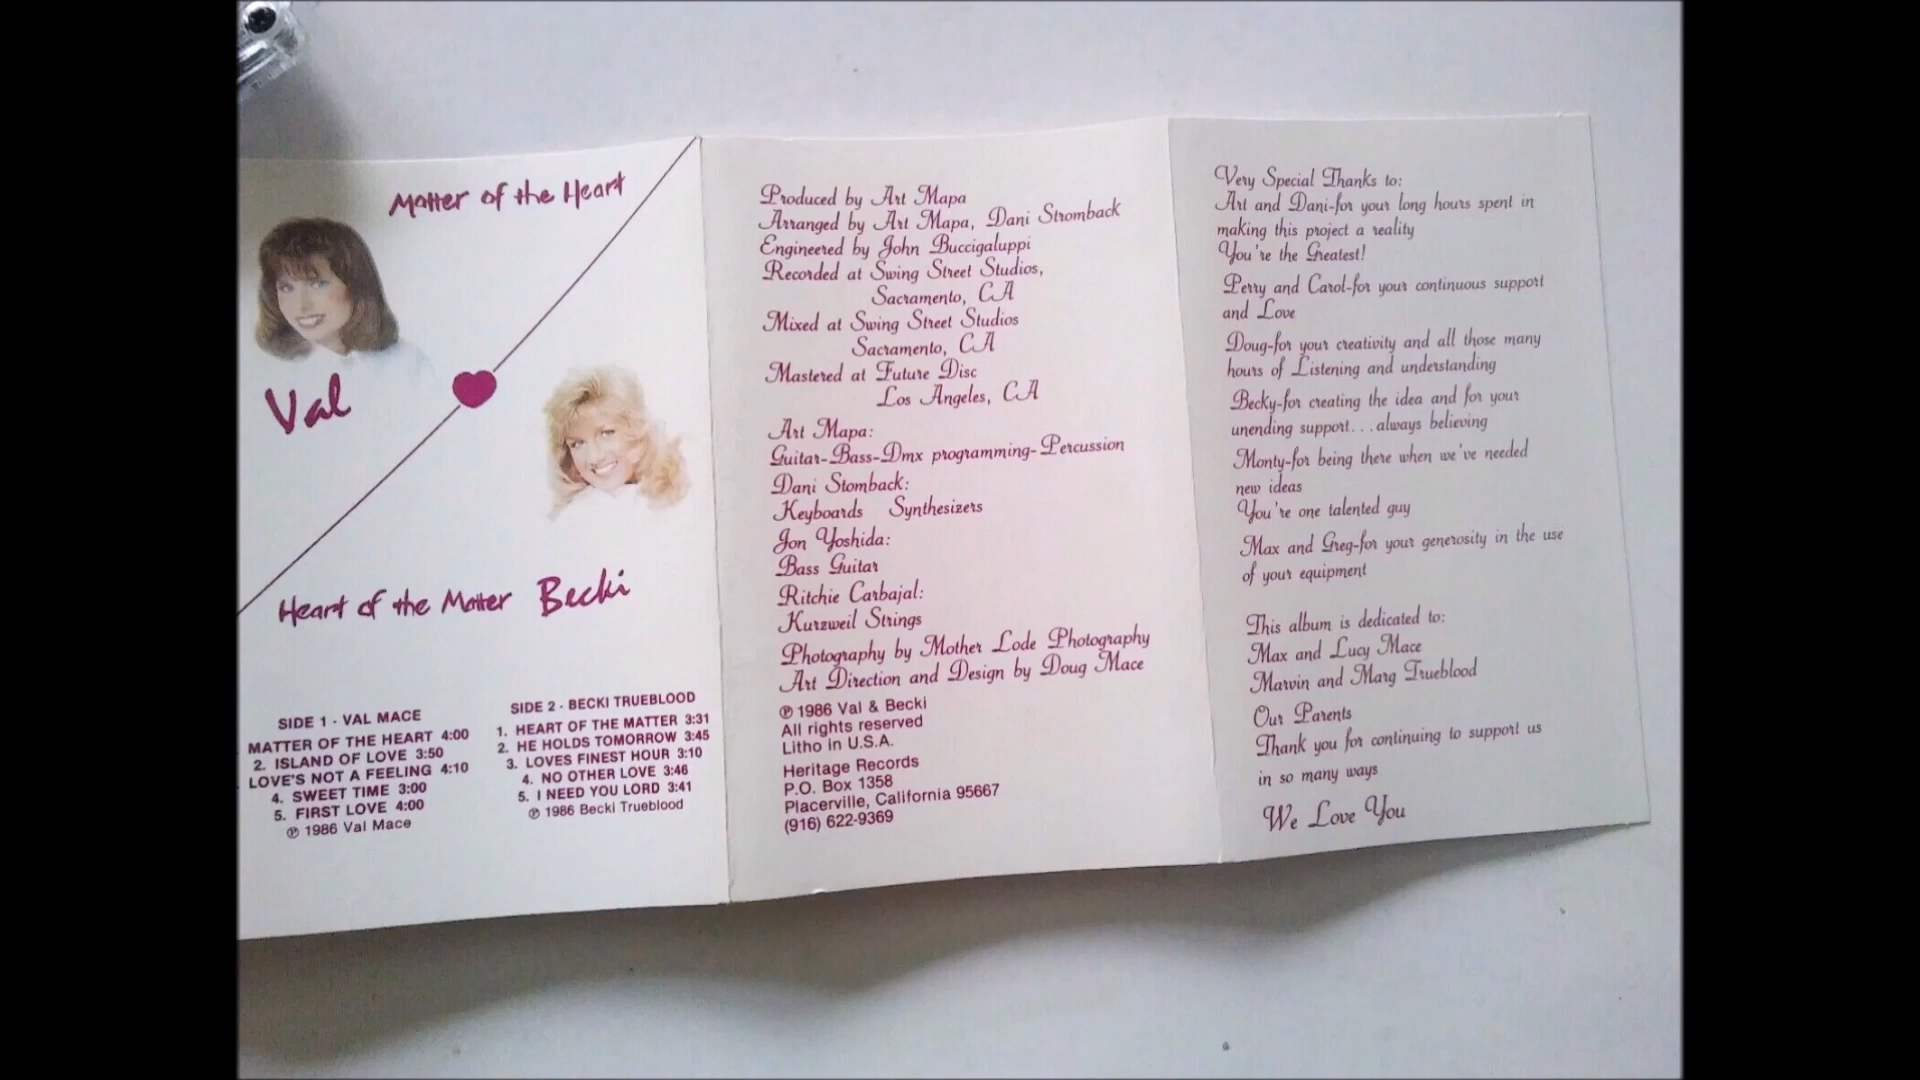 Matter of the Heart
Val
Heart of the Matter Becki
SIDE 1 - VAL MACE
MATTER OF THE HEART 4:00
2. ISLAND OF LOVE 3:50
LOVE'S NOT A FEELING 4:10
4. SWEET TIME 3:00
5. FIRST LOVE 4:00
℗ 1986 Val Mace
SIDE 2 - BECKI TRUEBLOOD
1. HEART OF THE MATTER 3:31
2. HE HOLDS TOMORROW 3:45
3. LOVES FINEST HOUR 3:10
4. NO OTHER LOVE 3:46
5. I NEED YOU LORD 3:41
℗ 1986 Becki Trueblood
Produced by Art Mapa
Arranged by Art Mapa, Dani Stromback
Engineered by John Buccigaluppi
Recorded at Swing Street Studios,
Sacramento, CA
Mixed at Swing Street Studios
Sacramento, CA
Mastered at Future Disc
Los Angeles, CA
Art Mapa:
Guitar-Bass-Dmx programming-Percussion
Dani Stomback:
Keyboards Synthesizers
Jon Yoshida:
Bass Guitar
Ritchie Carbajal:
Kurzweil Strings
Photography by Mother Lode Photography
Art Direction and Design by Doug Mace
℗ 1986 Val & Becki
All rights reserved
Litho in U.S.A.
Heritage Records
P.O. Box 1358
Placerville, California 95667
(916) 622-9369
Very Special Thanks to:
Art and Dani-for your long hours spent in
making this project a reality
You're the Greatest!
Perry and Carol-for your continuous support
and Love
Doug-for your creativity and all those many
hours of Listening and understanding
Becky-for creating the idea and for your
unending support...always believing
Monty-for being there when we've needed
new ideas
You're one talented guy
Max and Greg-for your generosity in the use
of your equipment
This album is dedicated to:
Max and Lucy Mace
Marvin and Marg Trueblood
Our Parents
Thank you for continuing to support us
in so many ways
We Love You